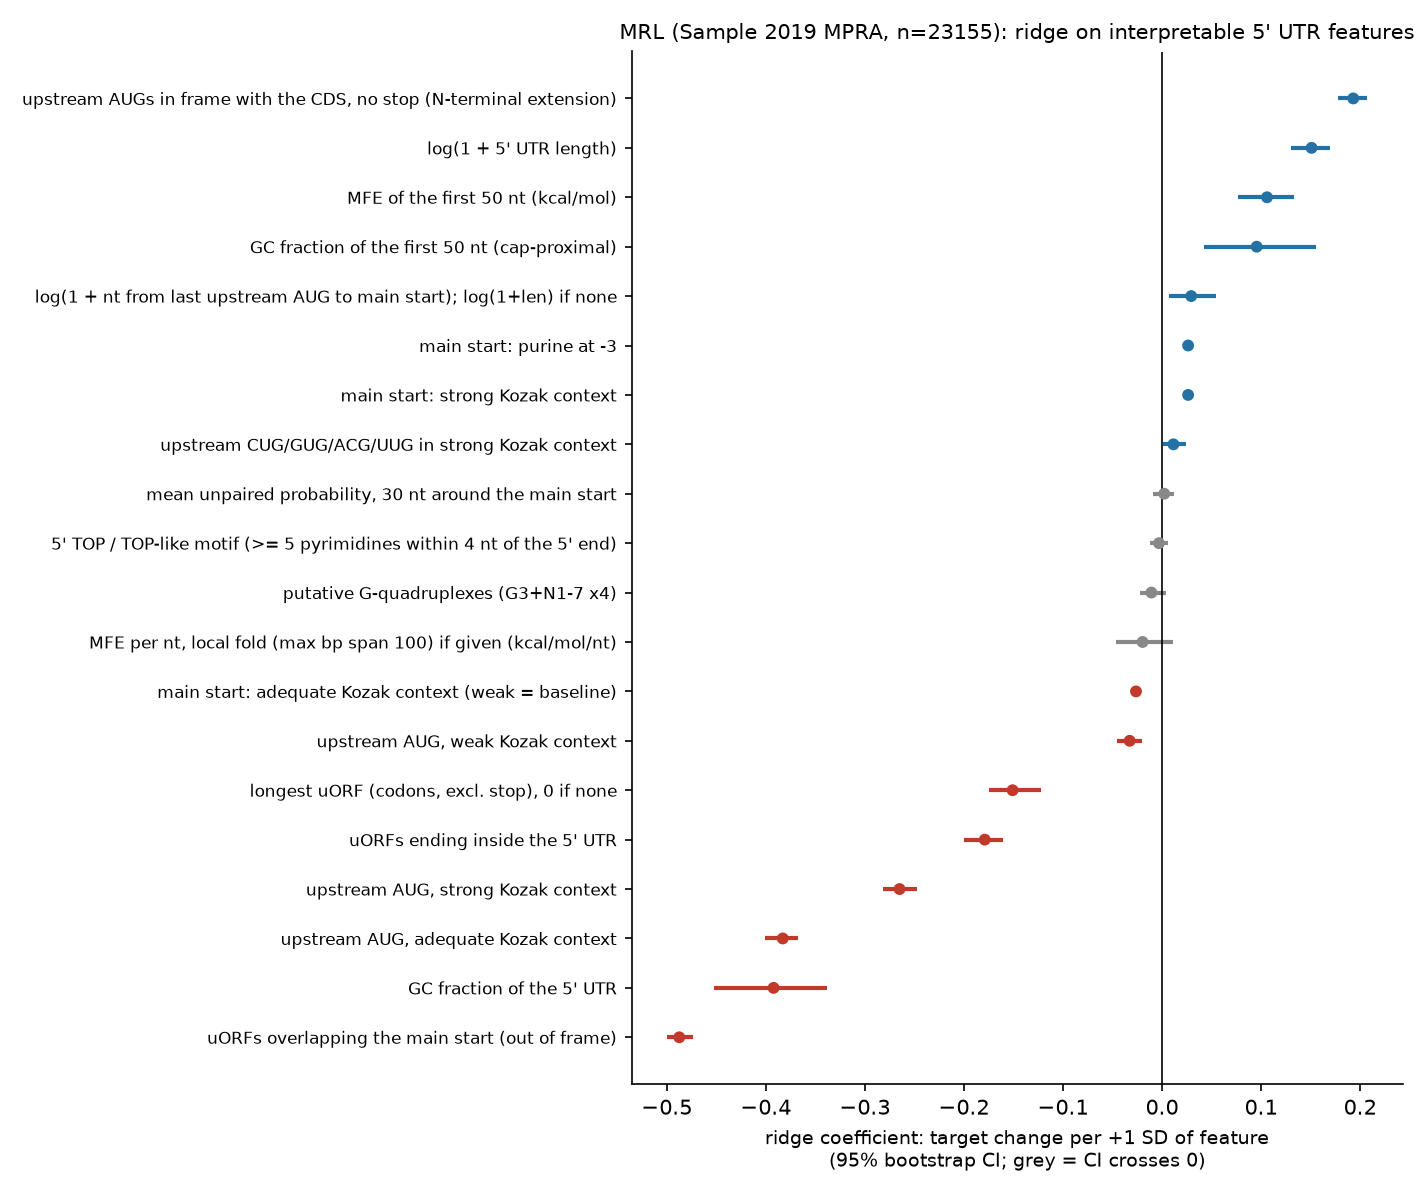 MRL (Sample 2019 MPRA, n=23155): ridge on interpretable 5' UTR features
upstream AUGs in frame with the CDS, no stop (N-terminal extension)
log(1 + 5' UTR length)
MFE of the first 50 nt (kcal/mol)
GC fraction of the first 50 nt (cap-proximal)
log(1 + nt from last upstream AUG to main start); log(1+len) if none
main start: purine at -3
main start: strong Kozak context
upstream CUG/GUG/ACG/UUG in strong Kozak context
mean unpaired probability, 30 nt around the main start
5' TOP / TOP-like motif (>= 5 pyrimidines within 4 nt of the 5' end)
putative G-quadruplexes (G3+N1-7 x4)
MFE per nt, local fold (max bp span 100) if given (kcal/mol/nt)
main start: adequate Kozak context (weak = baseline)
upstream AUG, weak Kozak context
longest uORF (codons, excl. stop), 0 if none
uORFs ending inside the 5' UTR
upstream AUG, strong Kozak context
upstream AUG, adequate Kozak context
GC fraction of the 5' UTR
uORFs overlapping the main start (out of frame)
−0.5 −0.4 −0.3 −0.2 −0.1 0.0 0.1 0.2
ridge coefficient: target change per +1 SD of feature
(95% bootstrap CI; grey = CI crosses 0)